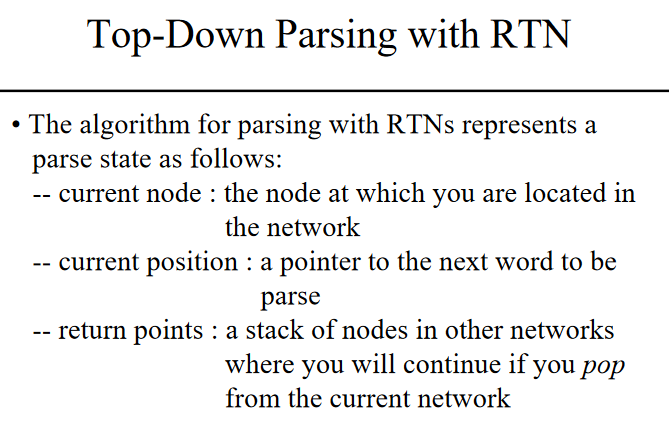 Top-Down Parsing with RTN
• The algorithm for parsing with RTNs represents a
parse state as follows:
-- current node : the node at which you are located in
the network
-- current position : a pointer to the next word to be
parse
-- return points : a stack of nodes in other networks
where you will continue if you pop
from the current network